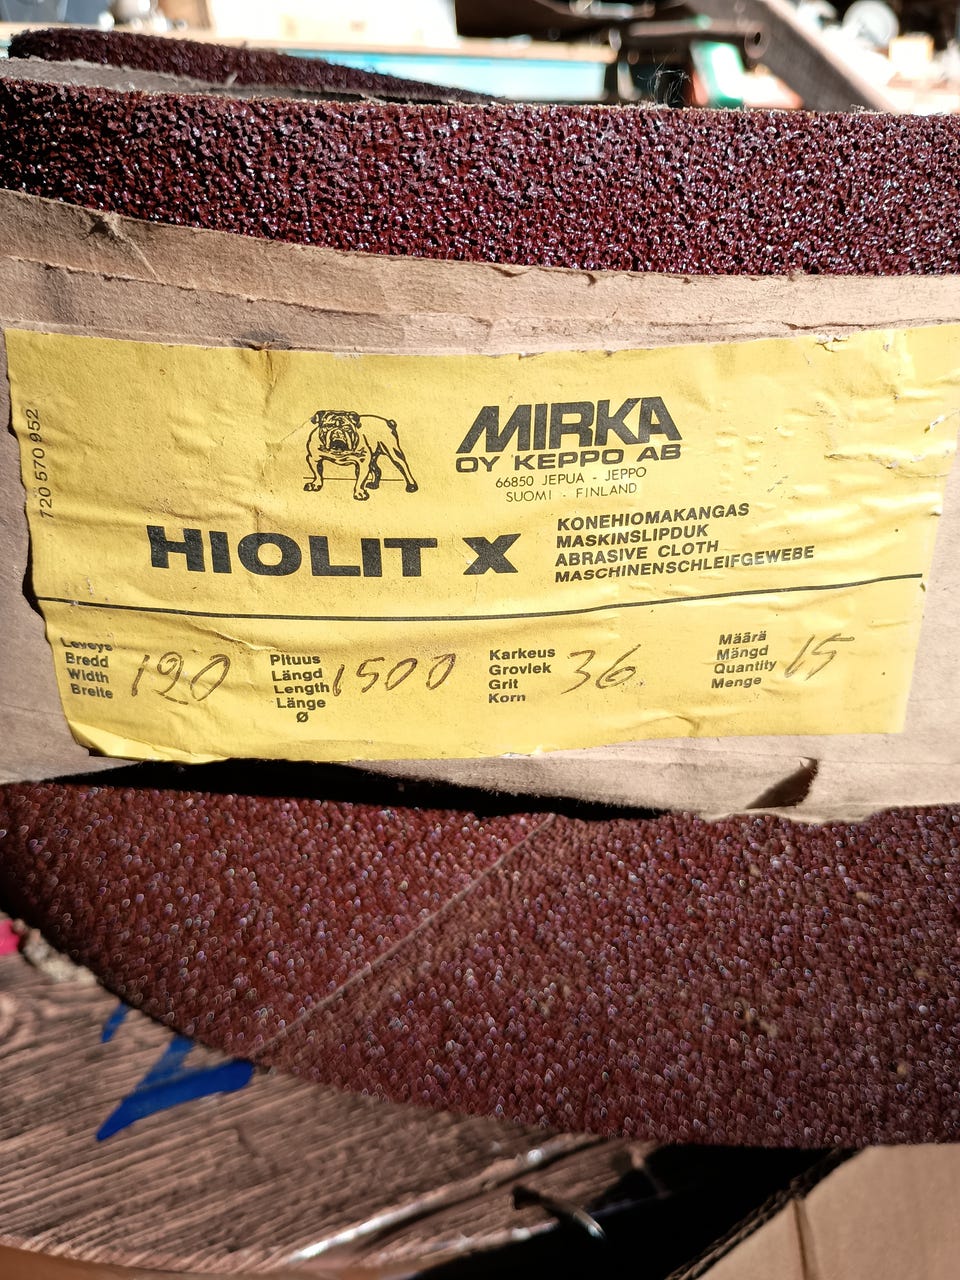 720 570 952
MIRKA
OY KEPPO AB
66850 JEPUA - JEPPO
SUOMI - FINLAND
HIOLIT X
KONEHIOMAKANGAS
MASKINSLIPDUK
ABRASIVE CLOTH
MASCHINENSCHLEIFGEWEBE
Leveys
Bredd
Width
Breite
120
Pituus
Längd
Length
Länge
Ø
1500
Karkeus
Grovlek
Grit
Korn
36
Määrä
Mängd
Quantity
Menge
15